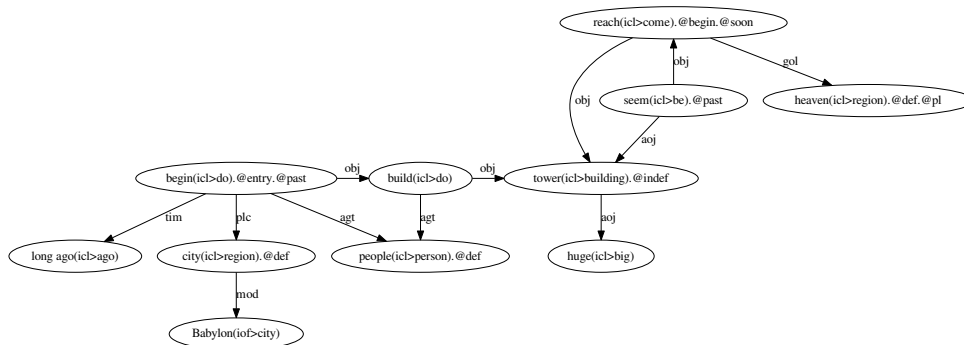 reach(icl>come).@begin.@soon
obj
gol
obj
seem(icl>be).@past
heaven(icl>region).@def.@pl
aoj
begin(icl>do).@entry.@past
obj
build(icl>do)
obj
tower(icl>building).@indef
tim
plc
agt
agt
aoj
long ago(icl>ago)
city(icl>region).@def
people(icl>person).@def
huge(icl>big)
mod
Babylon(iof>city)